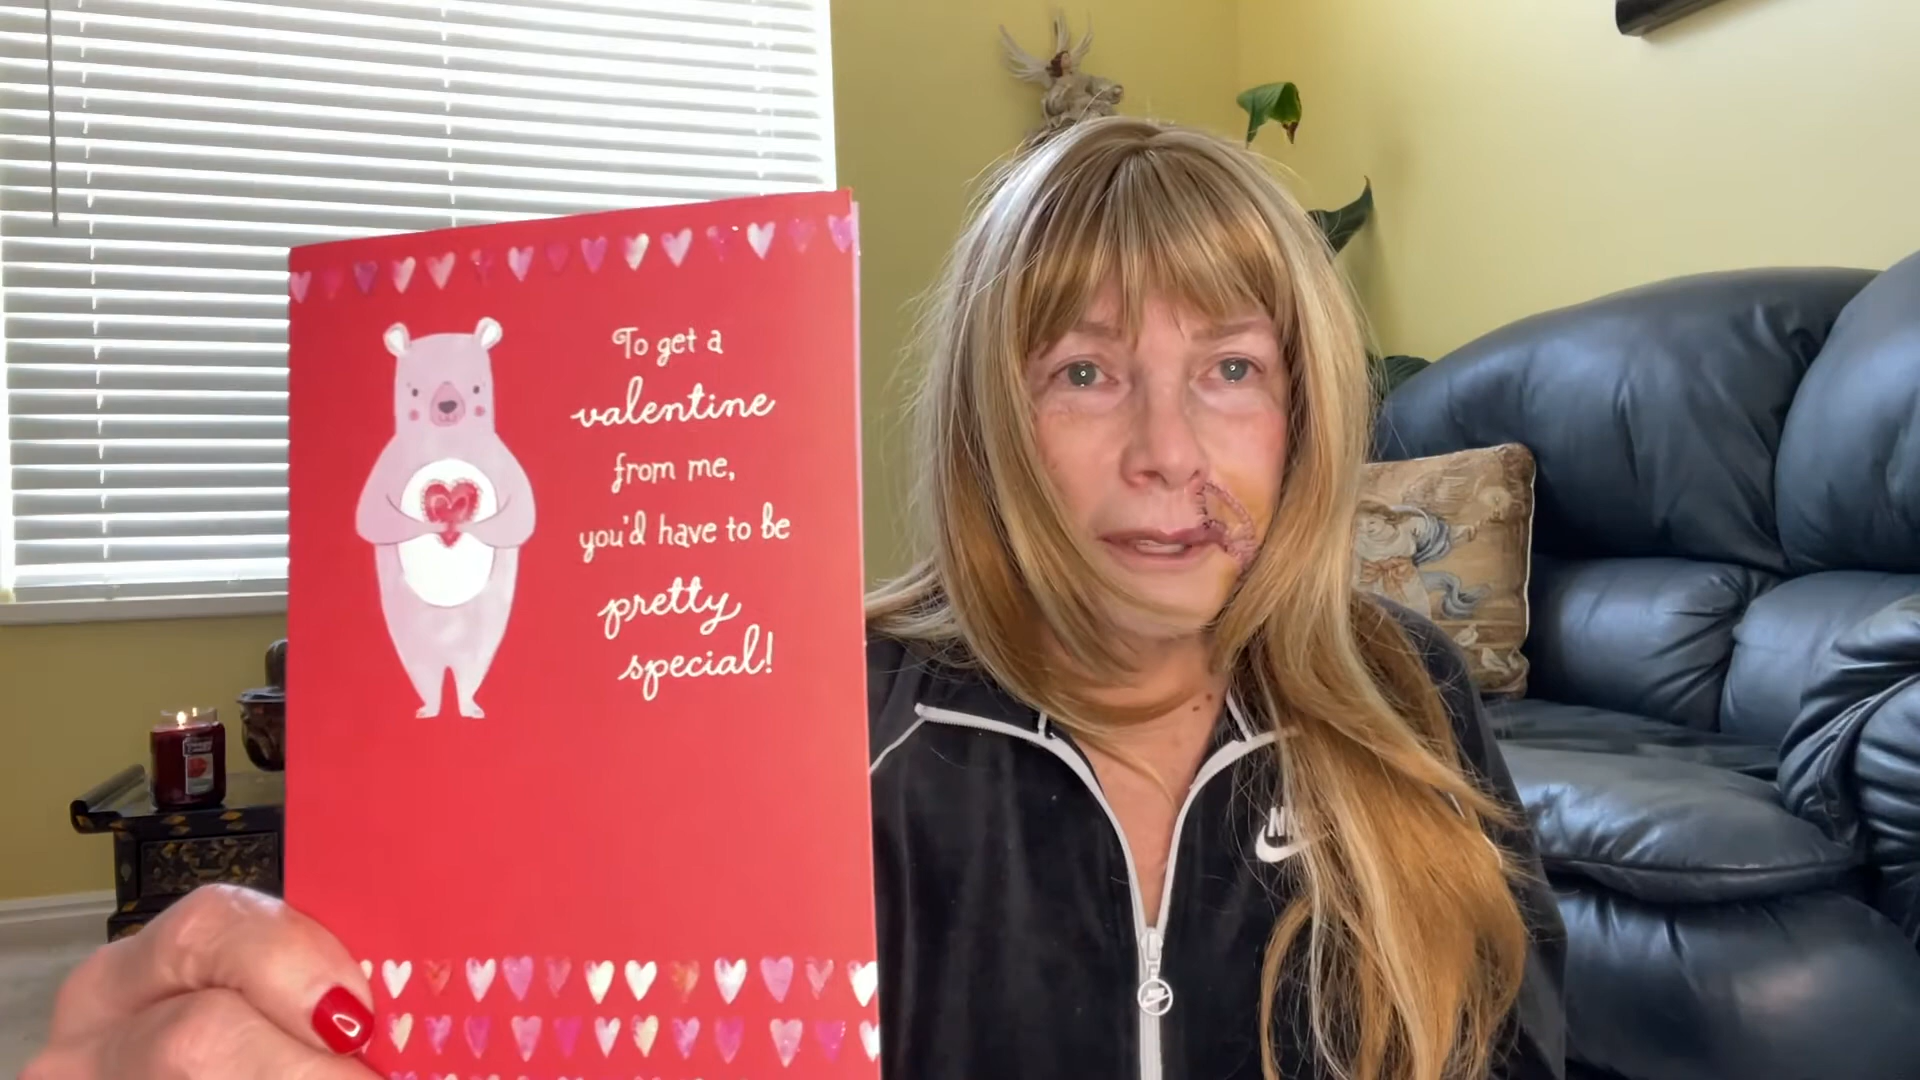 To get a
valentine
from me,
you'd have to be
pretty
special!